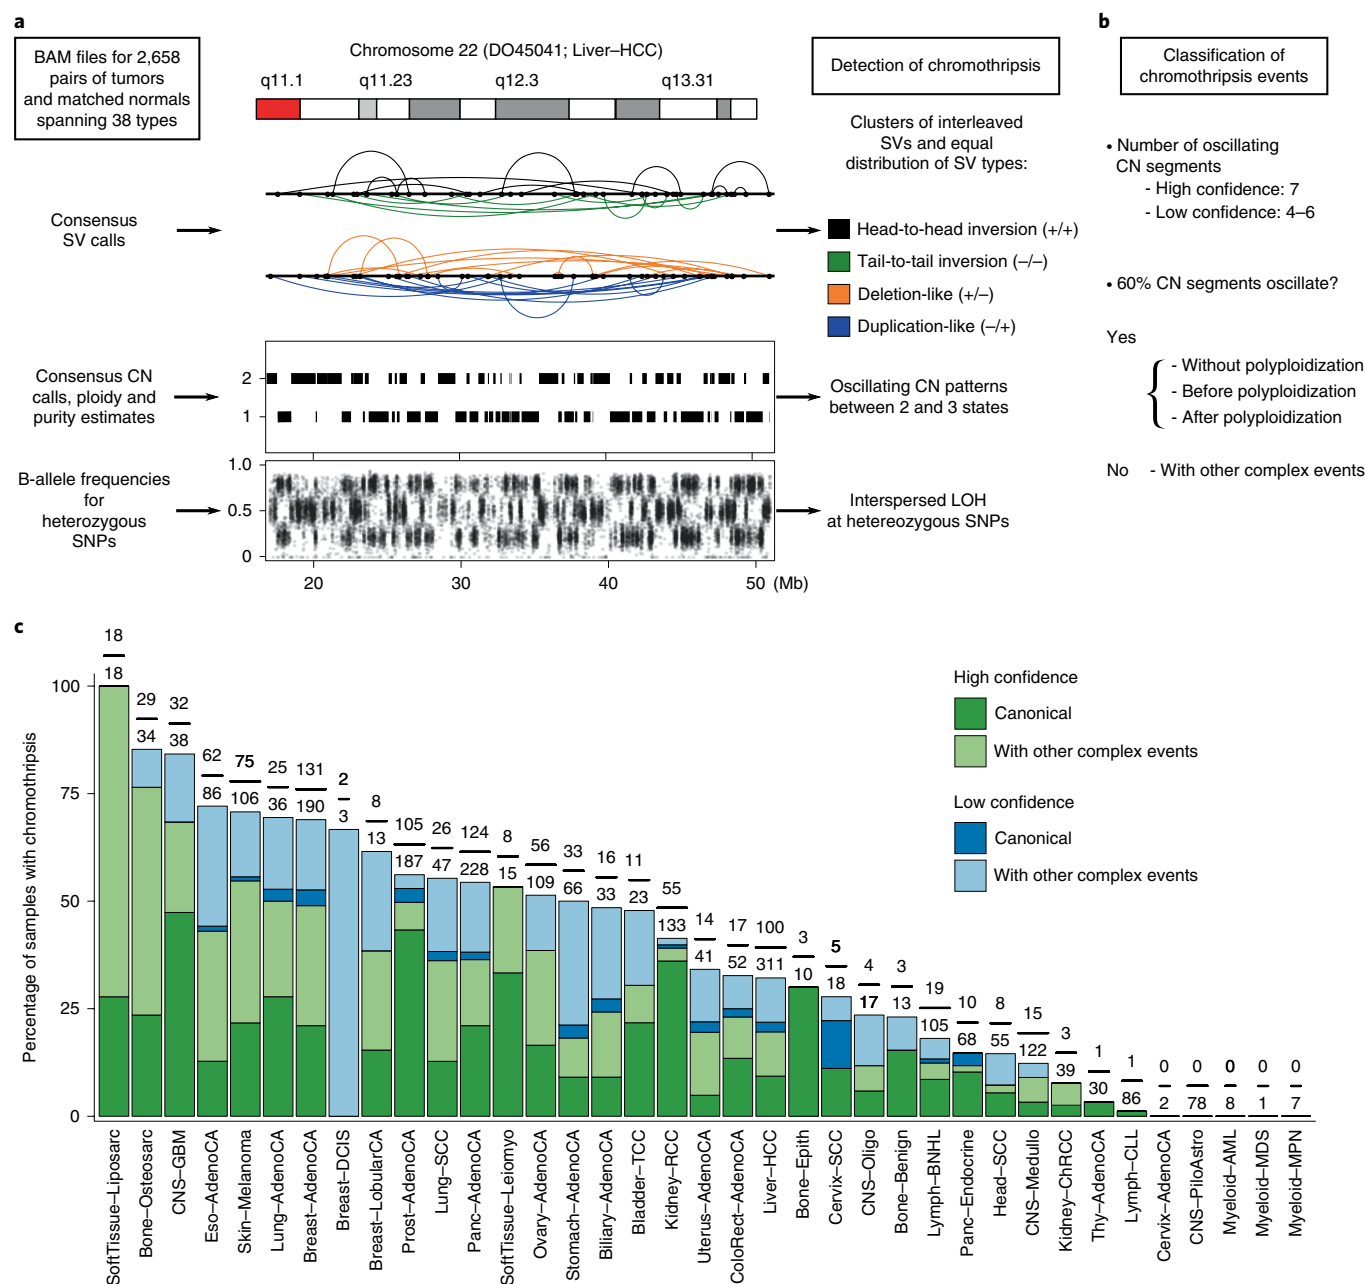 a
BAM files for 2,658
pairs of tumors
and matched normals
spanning 38 types
Chromosome 22 (DO45041; Liver–HCC)
q11.1 q11.23 q12.3 q13.31
Detection of chromothripsis
Clusters of interleaved
SVs and equal
distribution of SV types:
Consensus
SV calls
Head-to-head inversion (+/+)
Tail-to-tail inversion (–/–)
Deletion-like (+/–)
Duplication-like (–/+)
Consensus CN
calls, ploidy and
purity estimates
2
1
Oscillating CN patterns
between 2 and 3 states
B-allele frequencies
for
heterozygous
SNPs
1.0
0.5
0
Interspersed LOH
at hetereozygous SNPs
20 30 40 50 (Mb)
b
Classification of
chromothripsis events
• Number of oscillating
CN segments
- High confidence: 7
- Low confidence: 4–6
• 60% CN segments oscillate?
Yes
- Without polyploidization
- Before polyploidization
- After polyploidization
No - With other complex events
c
Percentage of samples with chromothripsis
100
75
50
25
0
High confidence
Canonical
With other complex events
Low confidence
Canonical
With other complex events
18
18
29
34
32
38
62
86
75
106
25
36
131
190
2
3
8
13
105
187
26
47
124
228
8
15
56
109
33
66
16
33
11
23
55
133
14
41
17
52
100
311
3
10
5
18
4
17
3
13
19
105
10
68
8
55
15
122
3
39
1
30
1
86
0
2
0
78
0
8
0
1
0
7
SoftTissue–Liposarc
Bone–Osteosarc
CNS–GBM
Eso–AdenoCA
Skin–Melanoma
Lung–AdenoCA
Breast–AdenoCA
Breast–DCIS
Breast–LobularCA
Prost–AdenoCA
Lung–SCC
Panc–AdenoCA
SoftTissue–Leiomyo
Ovary–AdenoCA
Stomach–AdenoCA
Biliary–AdenoCA
Bladder–TCC
Kidney–RCC
Uterus–AdenoCA
ColoRect–AdenoCA
Liver–HCC
Bone–Epith
Cervix–SCC
CNS–Oligo
Bone–Benign
Lymph–BNHL
Panc–Endocrine
Head–SCC
CNS–Medullo
Kidney–ChRCC
Thy–AdenoCA
Lymph–CLL
Cervix–AdenoCA
CNS–PiloAstro
Myeloid–AML
Myeloid–MDS
Myeloid–MPN